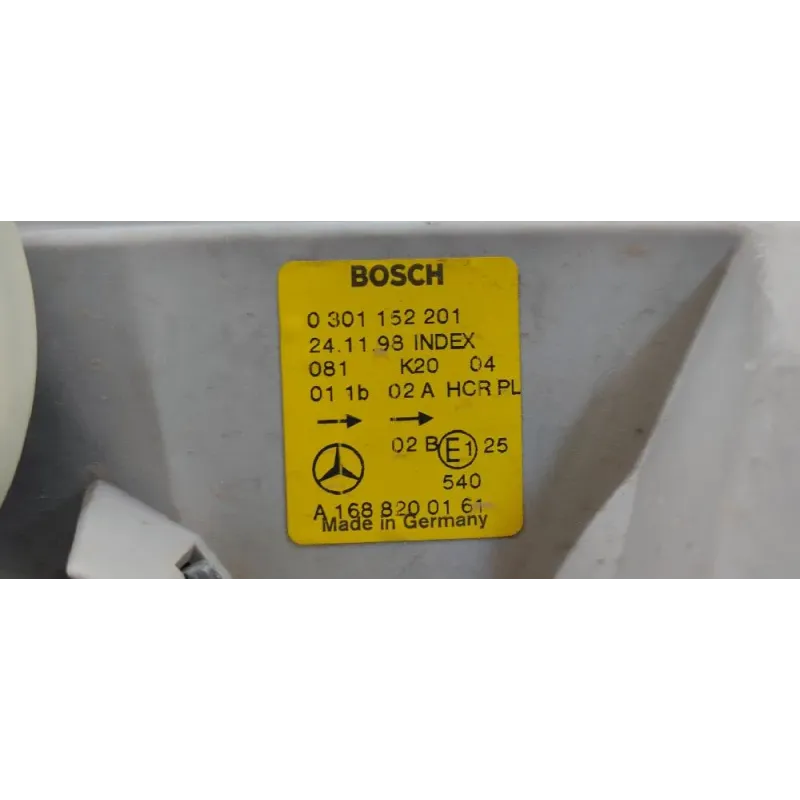 BOSCH
0 301 152 201
24.11.98 INDEX
081 K20 04
01 1b 02 A HCR PL
02 B E1 25
540
A 168 820 01 61
Made in Germany